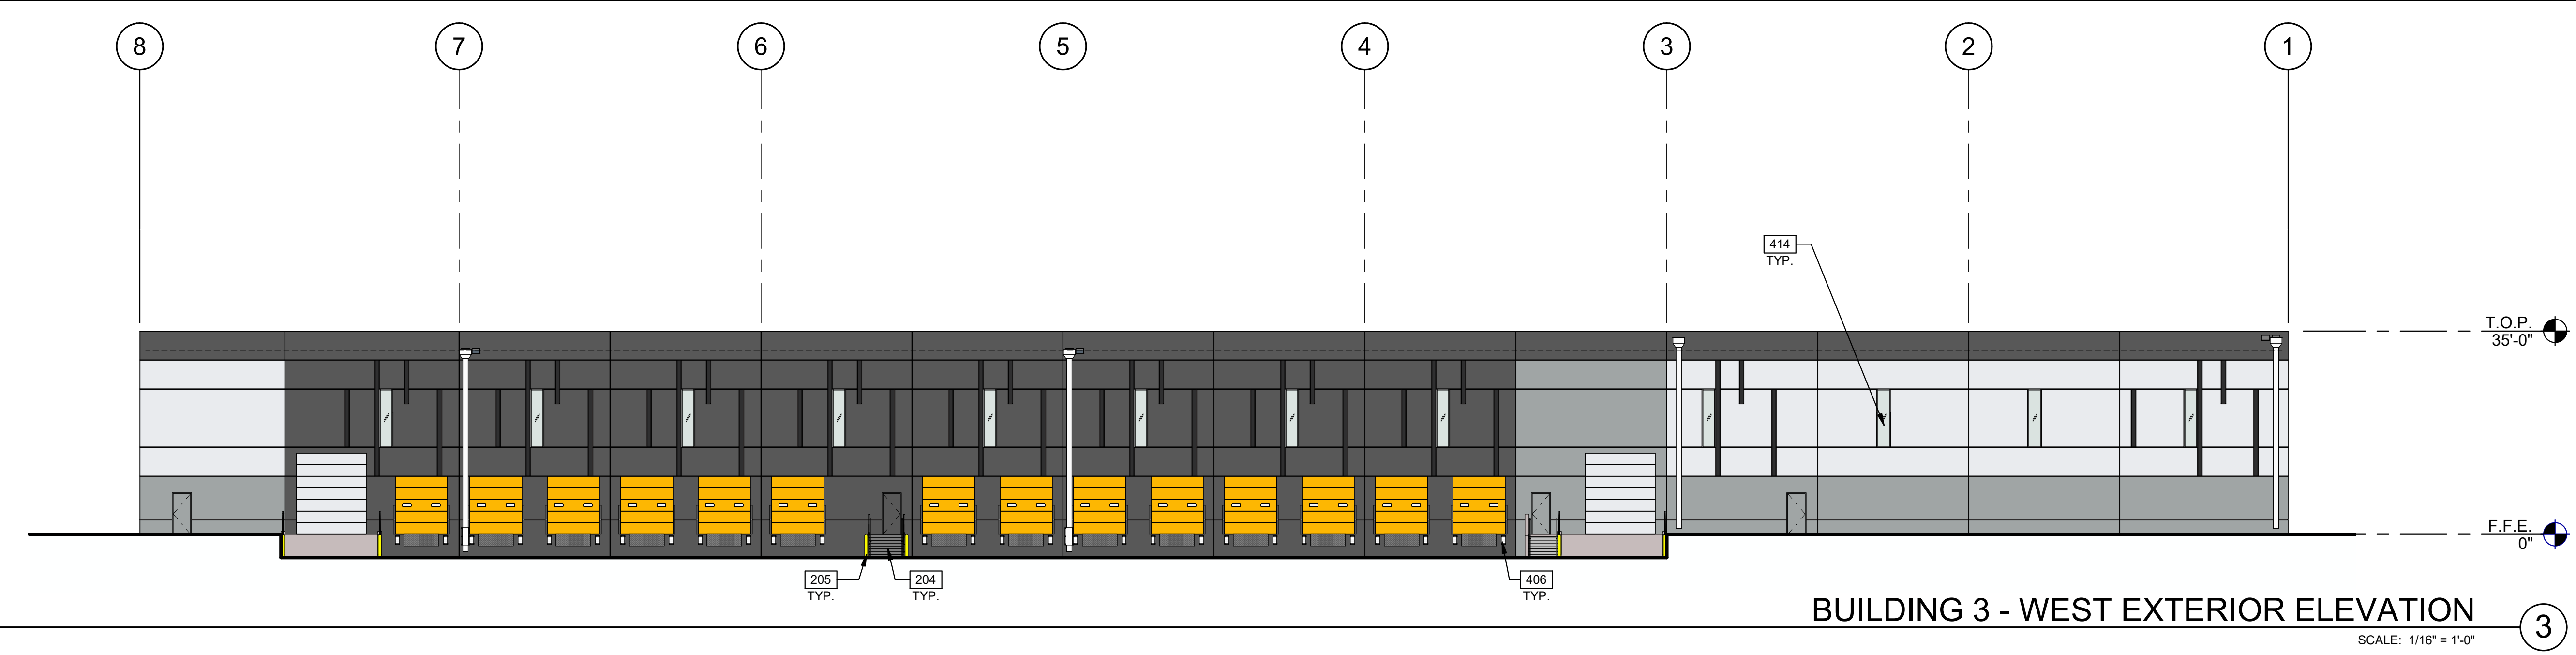 8 7 6 5 4 3 2 1
414
TYP.
T.O.P.
35'-0"
F.F.E.
0"
205
TYP.
204
TYP.
406
TYP.
BUILDING 3 - WEST EXTERIOR ELEVATION
3
SCALE: 1/16" = 1'-0"